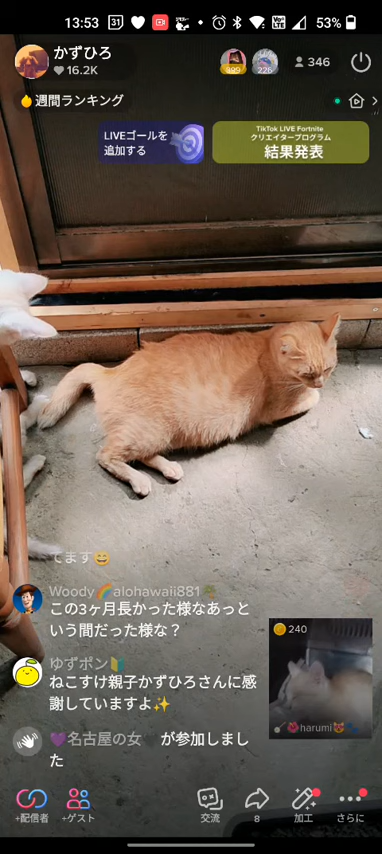 13:53
31
Vo)
LTE
53%
かずひろ
16.2K
999
225
346
週間ランキング
LIVEゴールを
追加する
TikTok LIVE Fortnite
クリエイタープログラム
結果発表
てます😄
Woody🌈alohawaii881🌴
この3ヶ月長かった様なあっと
いう間だった様な？
ゆずポン🔰
ねこすけ親子かずひろさんに感
謝していますよ✨
💜名古屋の女🖤が参加しまし
た
240
🌺harumi😻🐾
+配信者
+ゲスト
交流
8
加工
さらに